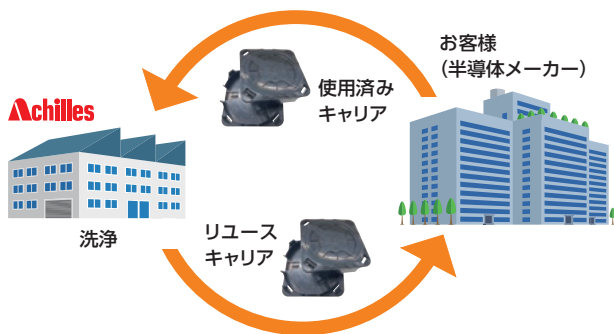 お客様
（半導体メーカー）
使用済み
キャリア
Achilles
洗浄
リユース
キャリア